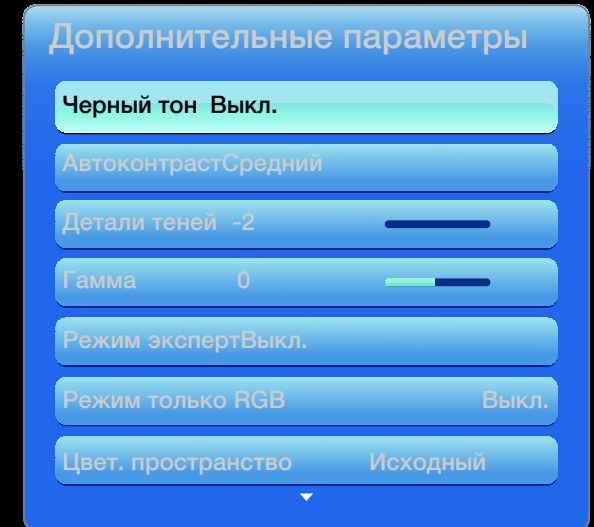 Дополнительные параметры
Черный тон Выкл.
АвтоконтрастСредний
Детали теней -2
Гамма 0
Режим экспертВыкл.
Режим только RGB Выкл.
Цвет. пространство Исходный